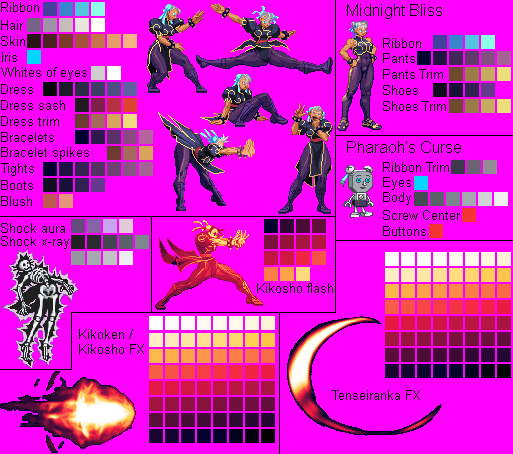 Ribbon
Hair
Skin
Iris
Whites of eyes
Dress
Dress sash
Dress trim
Bracelets
Bracelet spikes
Tights
Boots
Blush
Midnight Bliss
Ribbon
Pants
Pants Trim
Shoes
Shoes Trim
Pharaoh's Curse
Ribbon Trim
Eyes
Body
Screw Center
Buttons
Shock aura
Shock x-ray
Kikosho flash
Kikoken /
Kikosho FX
Tenseiranka FX